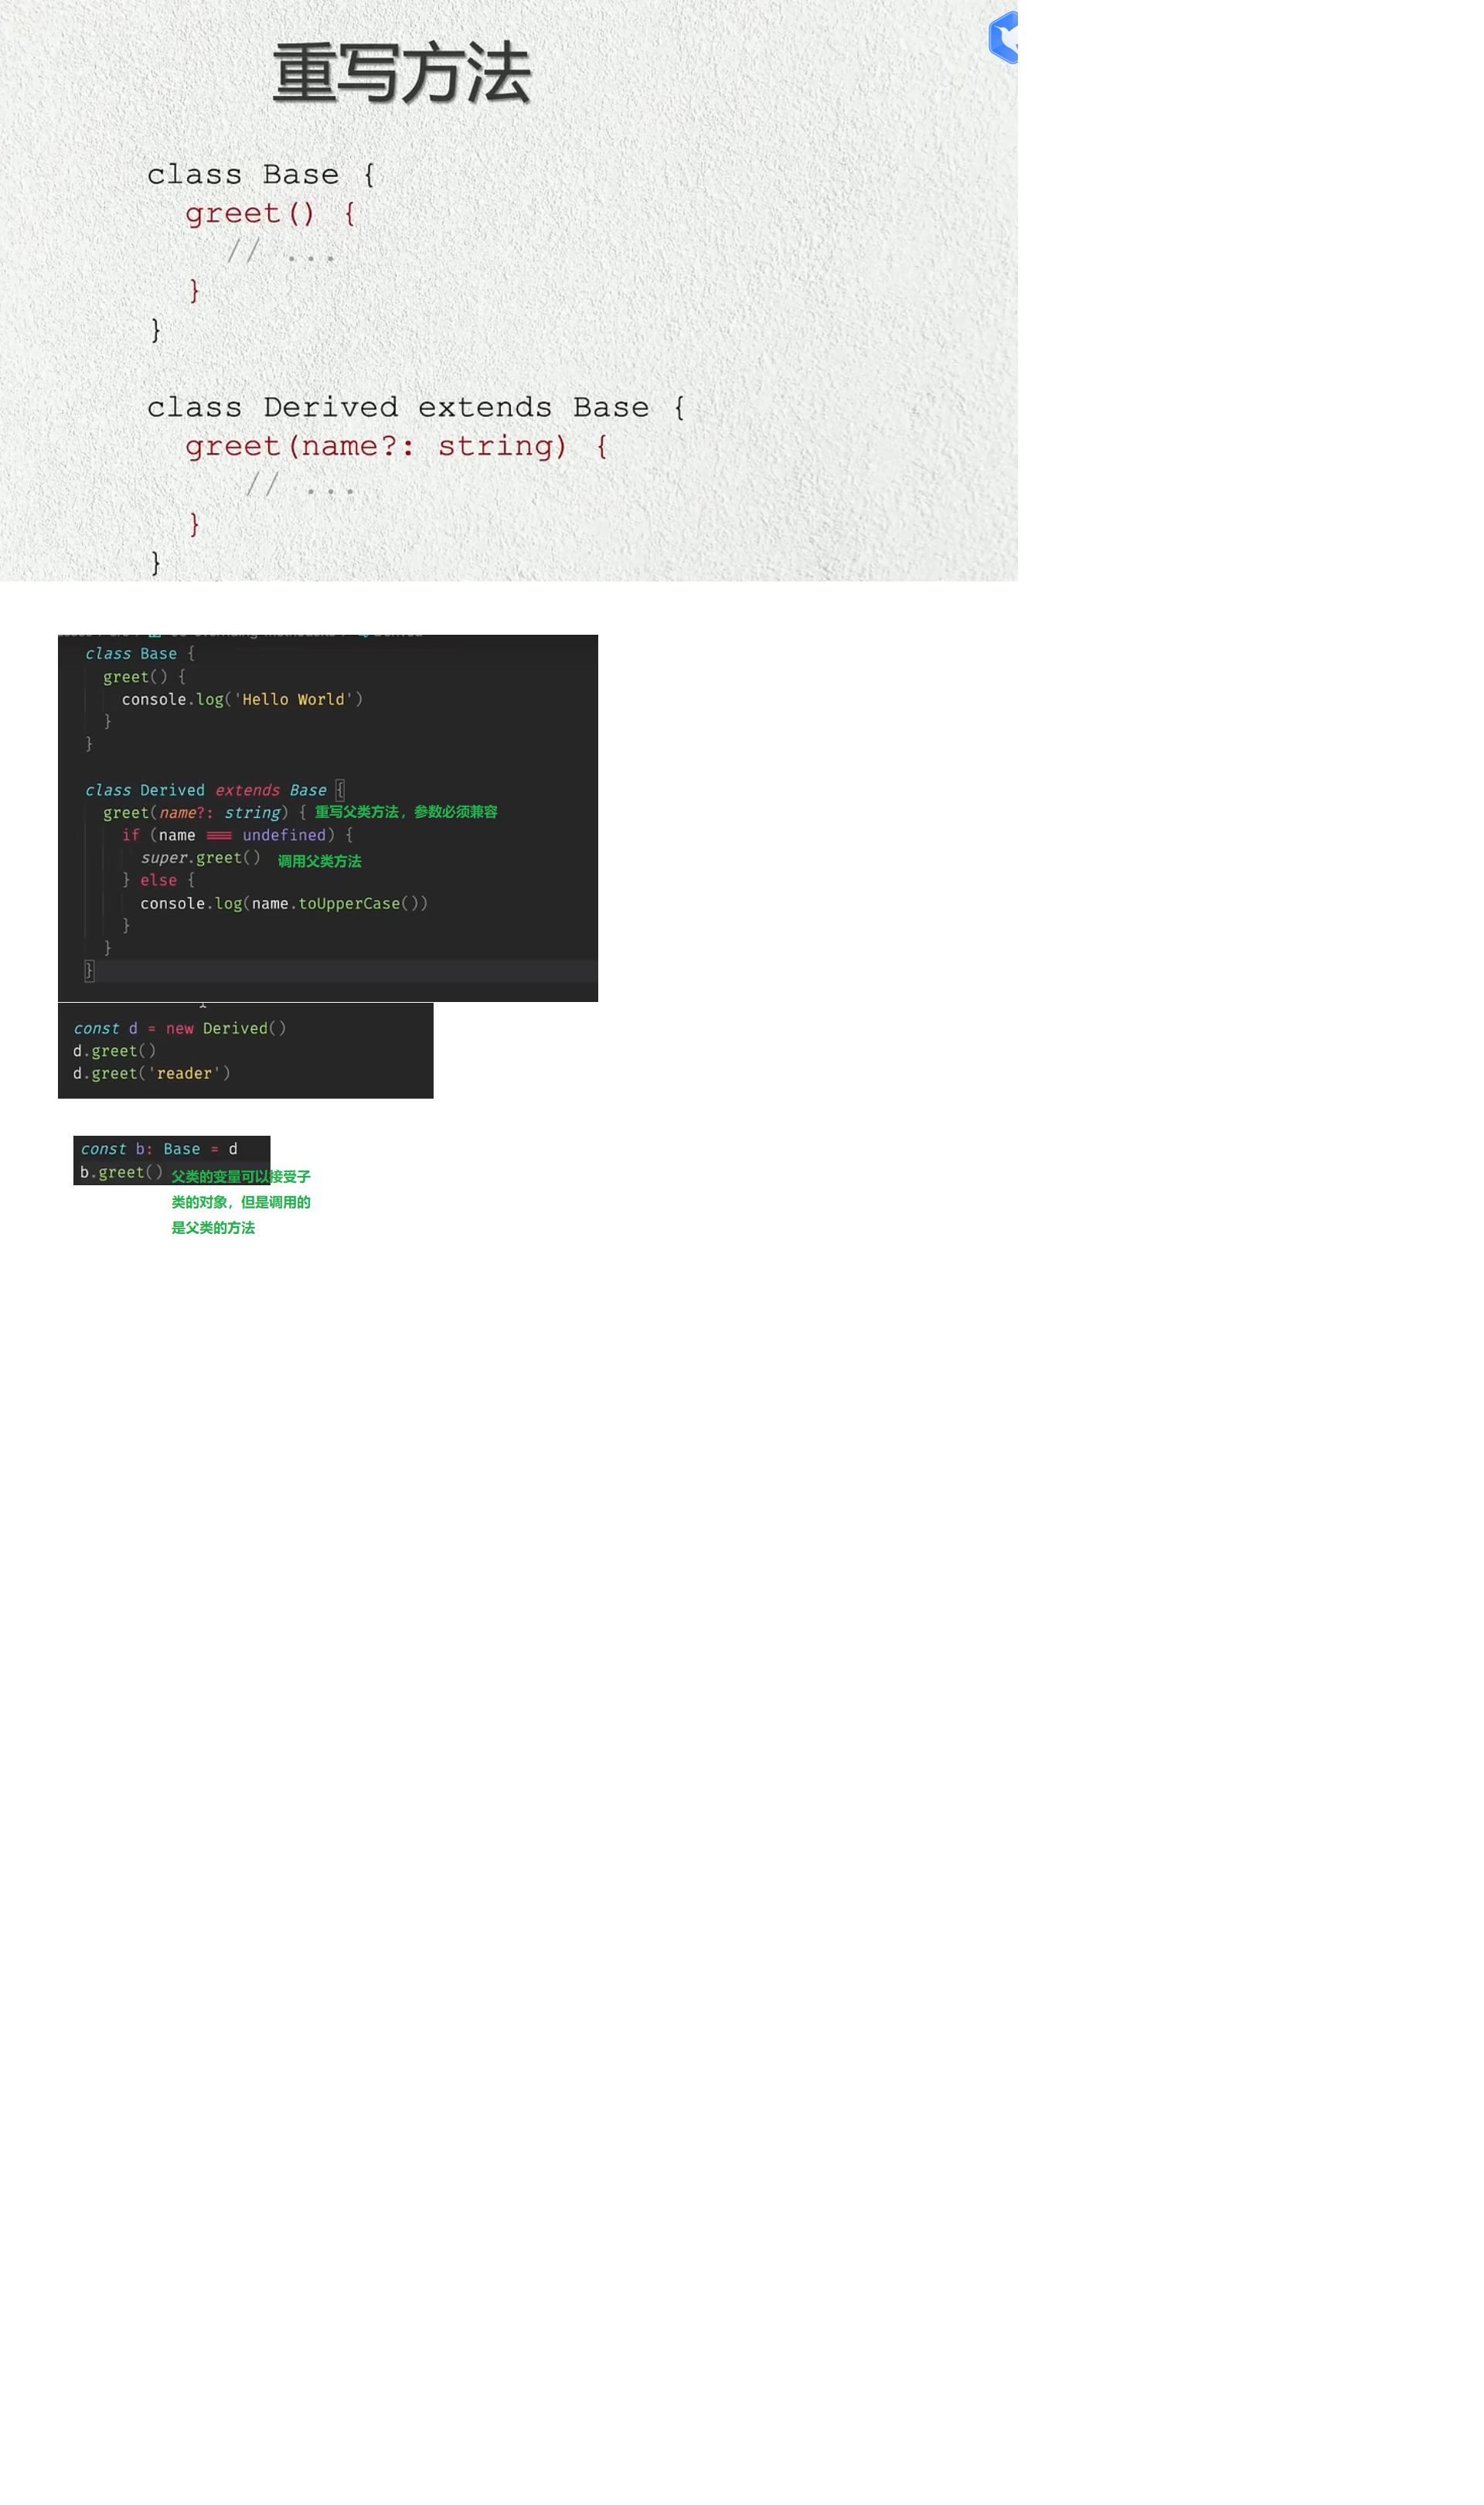 重写方法
class Base {
greet() {
// ...
}
}
class Derived extends Base {
greet(name?: string) {
// ...
}
}
class Base {
greet() {
console.log('Hello World')
}
}
class Derived extends Base {
greet(name?: string) { 重写父类方法，参数必须兼容
if (name === undefined) {
super.greet() 调用父类方法
} else {
console.log(name.toUpperCase())
}
}
}
const d = new Derived()
d.greet()
d.greet('reader')
const b: Base = d
b.greet() 父类的变量可以接受子
类的对象，但是调用的
是父类的方法